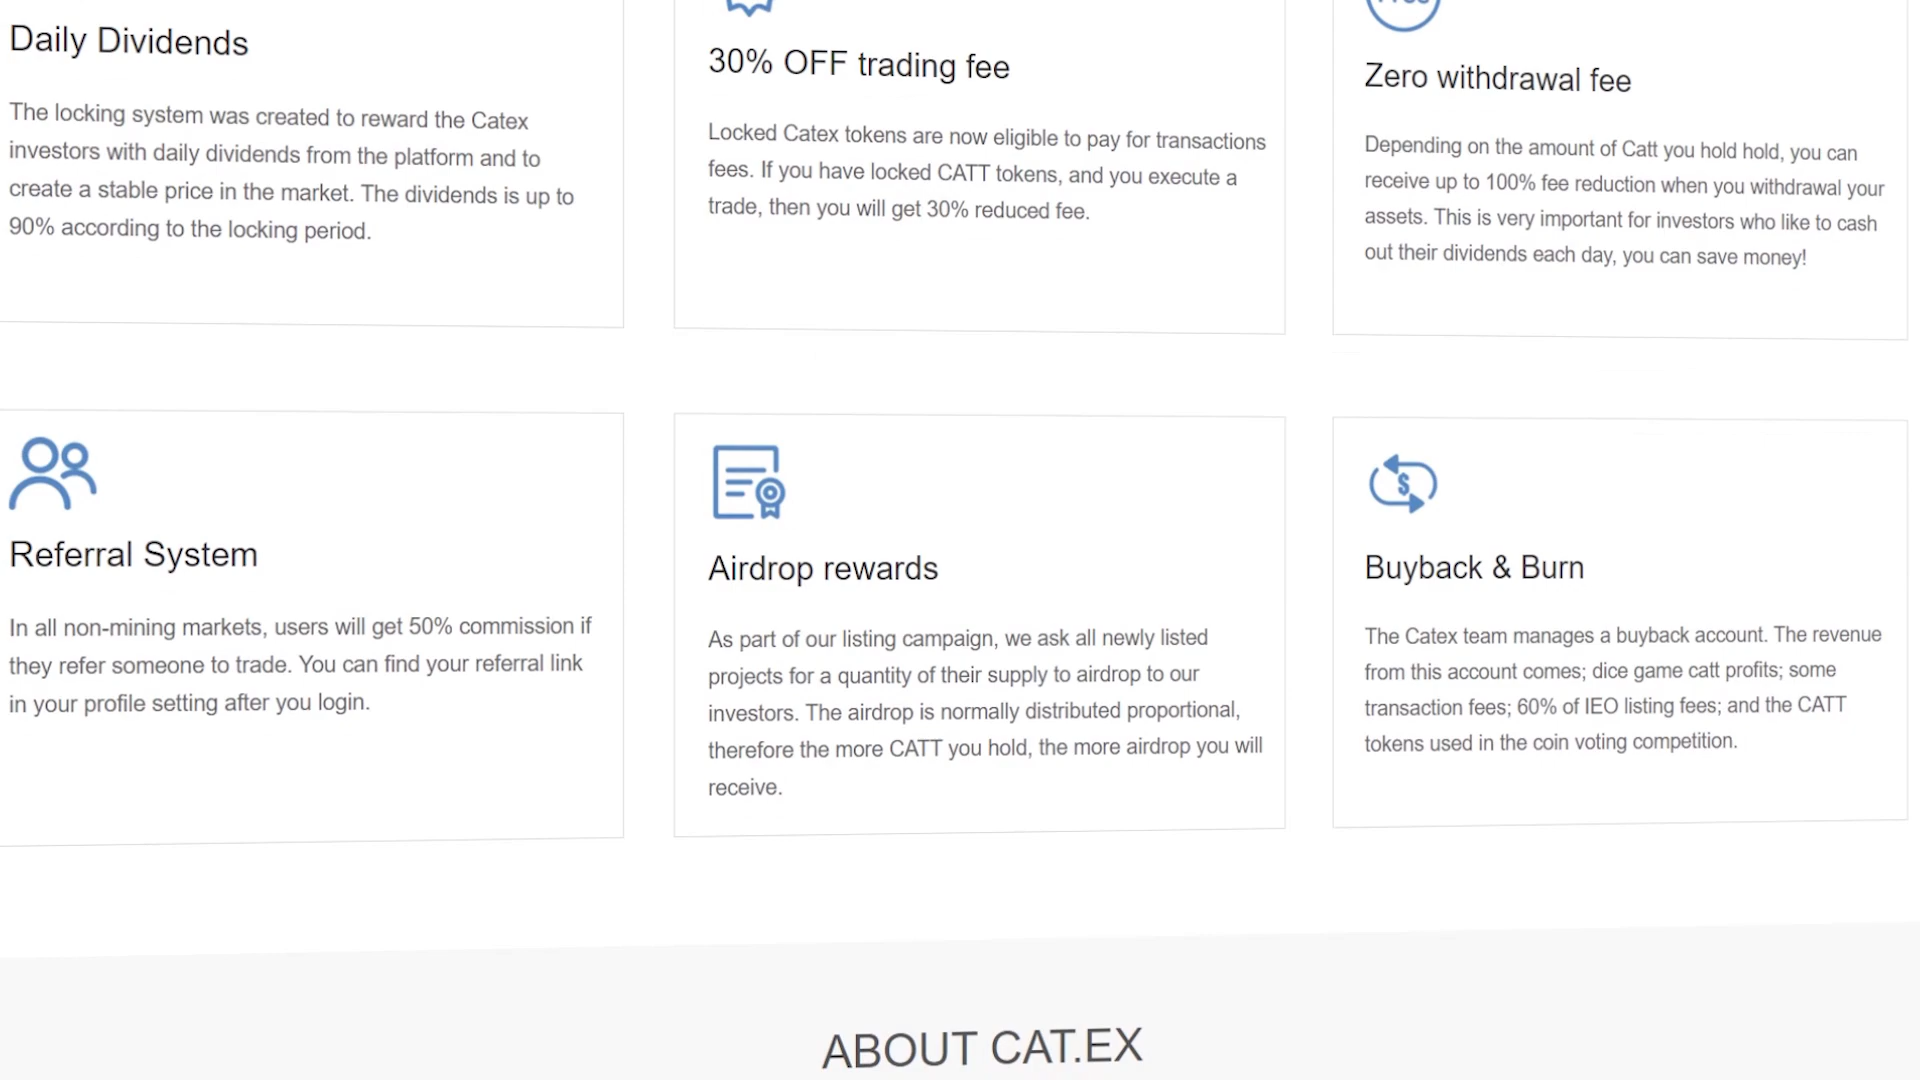 Daily Dividends
The locking system was created to reward the Catex
investors with daily dividends from the platform and to
create a stable price in the market. The dividends is up to
90% according to the locking period.
30% OFF trading fee
Locked Catex tokens are now eligible to pay for transactions
fees. If you have locked CATT tokens, and you execute a
trade, then you will get 30% reduced fee.
Zero withdrawal fee
Depending on the amount of Catt you hold hold, you can
receive up to 100% fee reduction when you withdrawal your
assets. This is very important for investors who like to cash
out their dividends each day, you can save money!
Referral System
In all non-mining markets, users will get 50% commission if
they refer someone to trade. You can find your referral link
in your profile setting after you login.
Airdrop rewards
As part of our listing campaign, we ask all newly listed
projects for a quantity of their supply to airdrop to our
investors. The airdrop is normally distributed proportional,
therefore the more CATT you hold, the more airdrop you will
receive.
$
Buyback & Burn
The Catex team manages a buyback account. The revenue
from this account comes; dice game catt profits; some
transaction fees; 60% of IEO listing fees; and the CATT
tokens used in the coin voting competition.
ABOUT CAT.EX